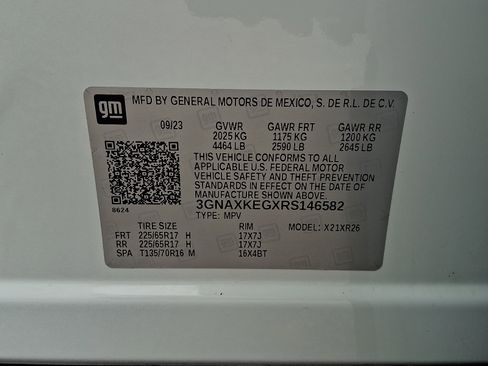 gm MFD BY GENERAL MOTORS DE MEXICO, S. DE R.L. DE C.V.
09/23 GVWR GAWR FRT GAWR RR
2025 KG 1175 KG 1200 KG
4464 LB 2590 LB 2645 LB
THIS VEHICLE CONFORMS TO ALL
APPLICABLE U.S. FEDERAL MOTOR
VEHICLE SAFETY AND THEFT PREVENTION
STANDARDS IN EFFECT ON THE DATE OF
MANUFACTURE SHOWN ABOVE.
8624 3GNAXKEGXRS146582
TYPE: MPV
TIRE SIZE RIM MODEL: X21XR26
FRT 225/65R17 H 17X7J
RR 225/65R17 H 17X7J
SPA T135/70R16 M 16X4BT